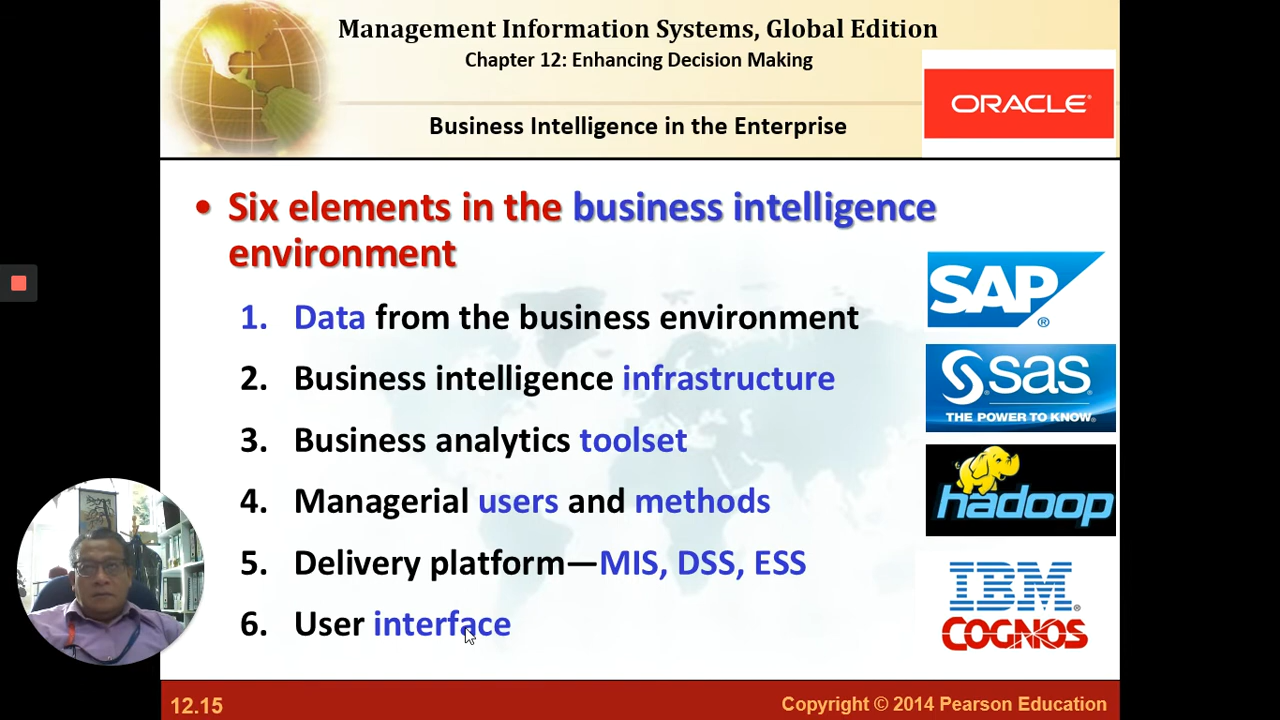 Management Information Systems, Global Edition
Chapter 12: Enhancing Decision Making
ORACLE®
Business Intelligence in the Enterprise
• Six elements in the business intelligence
environment
1. Data from the business environment
2. Business intelligence infrastructure
3. Business analytics toolset
4. Managerial users and methods
5. Delivery platform—MIS, DSS, ESS
6. User interface
SAP®
sas
THE POWER TO KNOW®
hadoop
IBM®
COGNOS
12.15
Copyright © 2014 Pearson Education